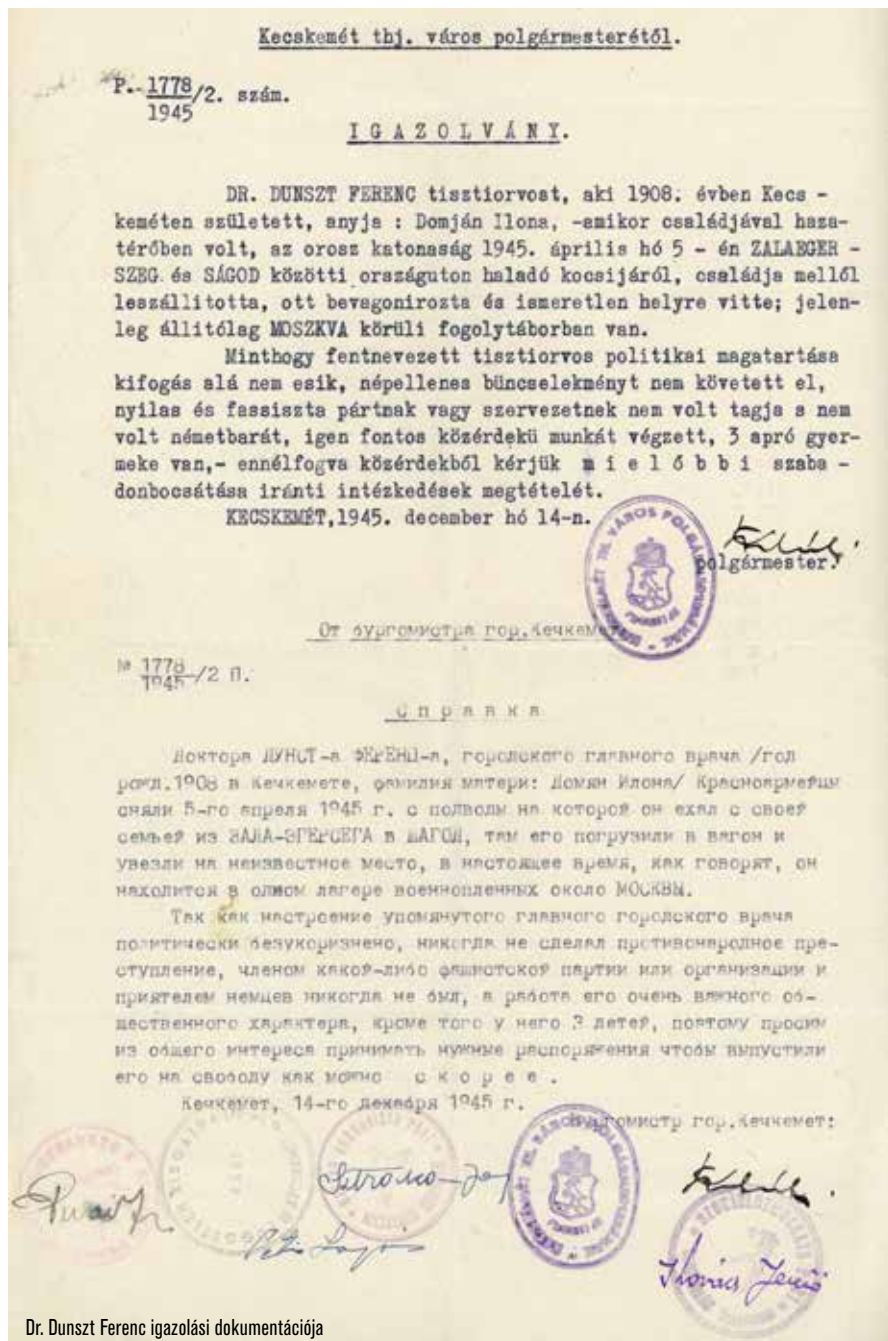 Kecskemét thj. város polgármesterétől.
P. 1778/1945/2. szám.
IGAZOLVÁNY.
DR. DUNSZT FERENC tisztiorvost, aki 1908. évben Kecs -
keméten született, anyja : Domján Ilona, -amikor családjával haza-
térőben volt, az orosz katonaság 1945. április hó 5 - én ZALAEGER -
SZEG és SÁGOD közötti országuton haladó kocsijáról, családja mellől
leszállitotta, ott bevagonirozta és ismeretlen helyre vitte; jelen-
leg állitólag MOSZKVA körüli fogolytáborban van.
Minthogy fentnevezett tisztiorvos politikai magatartása
kifogás alá nem esik, népellenes büncselekményt nem követett el,
nyilas és fassiszta pártnak vagy szervezetnek nem volt tagja s nem
volt németbarát, igen fontos közérdekü munkát végzett, 3 apró gyer-
meke van,- ennélfogva közérdekből kérjük m i e l ő b b i szaba -
donbocsátása iránti intézkedések megtételét.
KECSKEMÉT,1945. december hó 14-n.
polgármester.
От бургомистра гор.Кечкемет
№ 1778/1945/2 П.
Справка
Доктора ДУНСТ-а ФЕРЕНЦ-а, городского главного врача /год
рожд.1908 в Кечкемете, фамилия матери: Домян Илона/ Красноармейцы
сняли 5-го апреля 1945 г. с подводы на которой он ехал с своей
семьей из ЗАЛА-ЭГЕРСЕГА в ШАГОД, там его погрузили в вагон и
увезли на неизвестное место, в настоящее время, как говорят, он
находится в одном лагере военнопленных около МОСКВЫ.
Так как настроение упомянутого главного городского врача
политически безукоризнено, никогда не сделал противонародное пре-
ступление, членом какой-либо фашистокой партии или организации и
приятелем немцев никогда не был, а работа его очень важного об-
щественного характера, кроме того у него 3 детей, поэтому просим
из общего интереса принимать нужные распоряжения чтобы выпустили
его на свободу как можно с к о р е е .
Кечкемет, 14-го декабря 1945 г.
Бургомистр гор.Кечкемет:
Kovács Jenő
Dr. Dunszt Ferenc igazolási dokumentációja